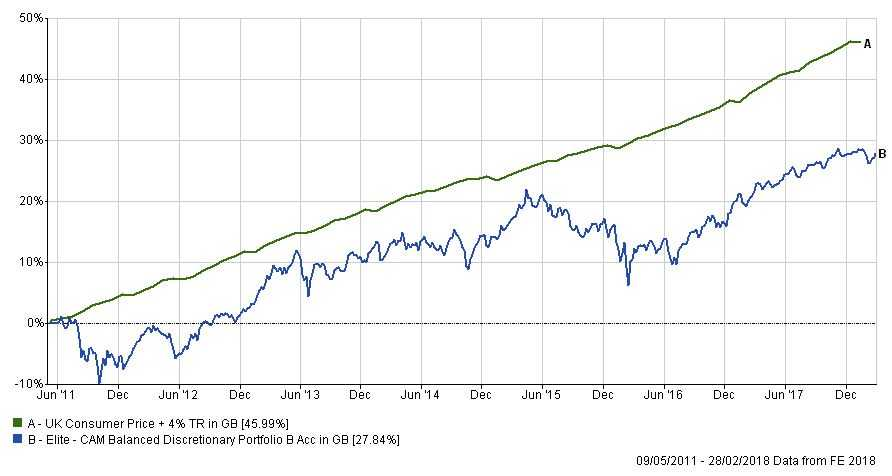 50%
40%
30%
20%
10%
0%
-10%
A
B
Jun '11 Dec Jun '12 Dec Jun '13 Dec Jun '14 Dec Jun '15 Dec Jun '16 Dec Jun '17 Dec
A - UK Consumer Price + 4% TR in GB [45.99%]
B - Elite - CAM Balanced Discretionary Portfolio B Acc in GB [27.84%]
09/05/2011 - 28/02/2018 Data from FE 2018